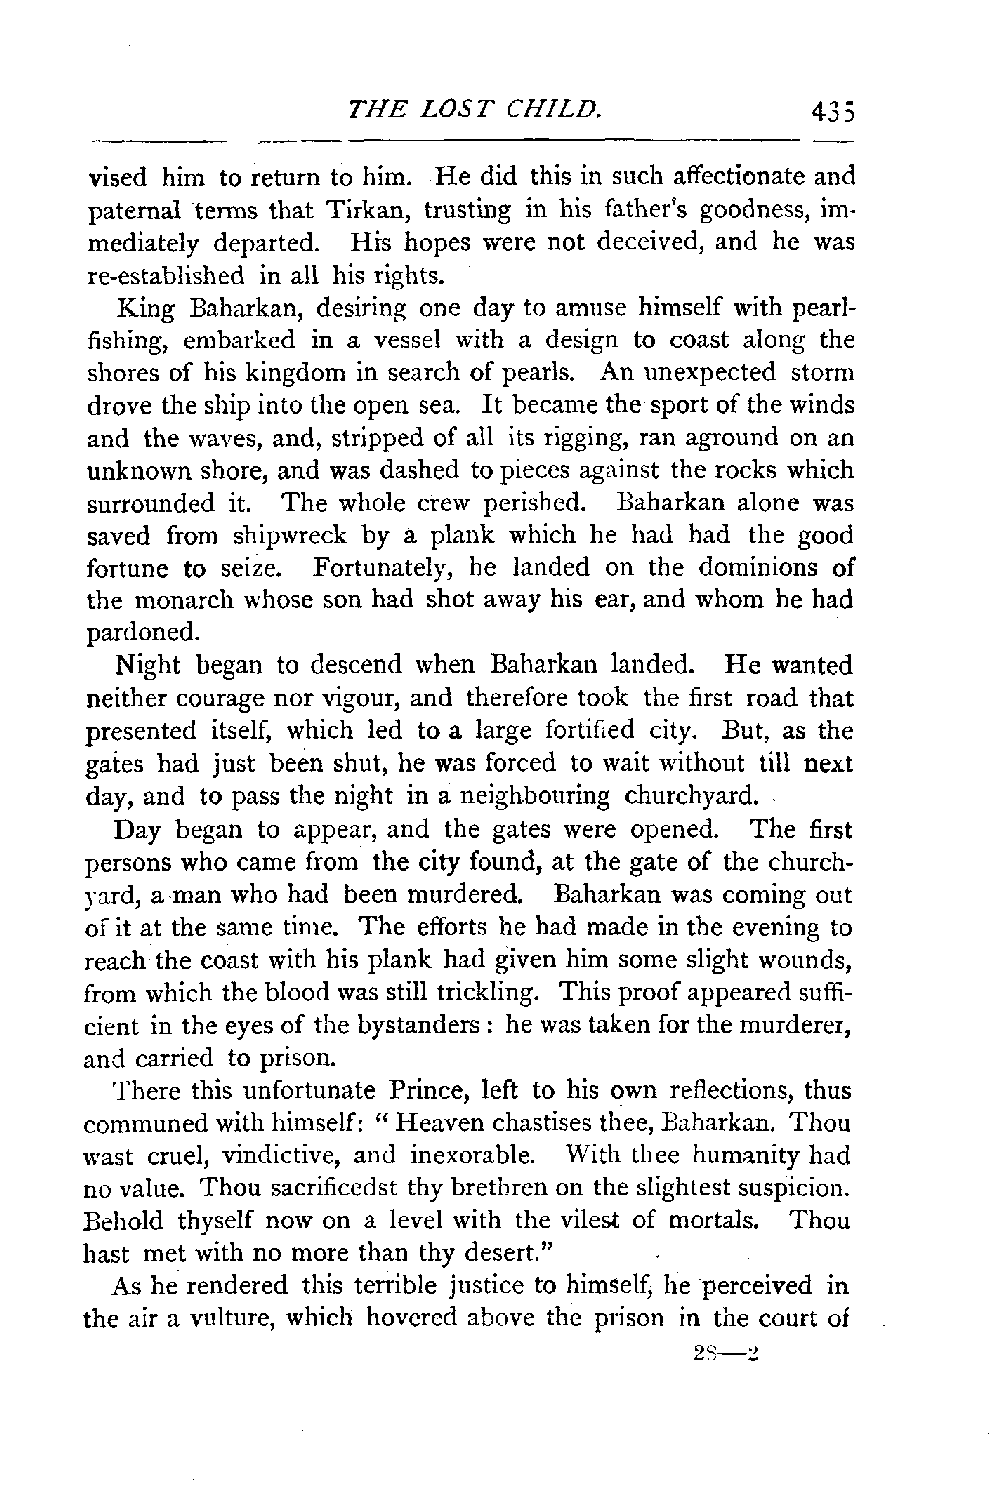 THE LOST CHILD. 435
vised him to return to him. He did this in such affectionate and
paternal terms that Tirkan, trusting in his father's goodness, im-
mediately departed. His hopes were not deceived, and he was
re-established in all his rights.
King Baharkan, desiring one day to amuse himself with pearl-
fishing, embarked in a vessel with a design to coast along the
shores of his kingdom in search of pearls. An unexpected storm
drove the ship into the open sea. It became the sport of the winds
and the waves, and, stripped of all its rigging, ran aground on an
unknown shore, and was dashed to pieces against the rocks which
surrounded it. The whole crew perished. Baharkan alone was
saved from shipwreck by a plank which he had had the good
fortune to seize. Fortunately, he landed on the dominions of
the monarch whose son had shot away his ear, and whom he had
pardoned.
Night began to descend when Baharkan landed. He wanted
neither courage nor vigour, and therefore took the first road that
presented itself, which led to a large fortified city. But, as the
gates had just been shut, he was forced to wait without till next
day, and to pass the night in a neighbouring churchyard.
Day began to appear, and the gates were opened. The first
persons who came from the city found, at the gate of the church-
yard, a man who had been murdered. Baharkan was coming out
of it at the same time. The efforts he had made in the evening to
reach the coast with his plank had given him some slight wounds,
from which the blood was still trickling. This proof appeared suffi-
cient in the eyes of the bystanders : he was taken for the murderer,
and carried to prison.
There this unfortunate Prince, left to his own reflections, thus
communed with himself: “ Heaven chastises thee, Baharkan. Thou
wast cruel, vindictive, and inexorable. With thee humanity had
no value. Thou sacrificedst thy brethren on the slightest suspicion.
Behold thyself now on a level with the vilest of mortals. Thou
hast met with no more than thy desert.”
As he rendered this terrible justice to himself, he perceived in
the air a vulture, which hovered above the prison in the court of
28—2